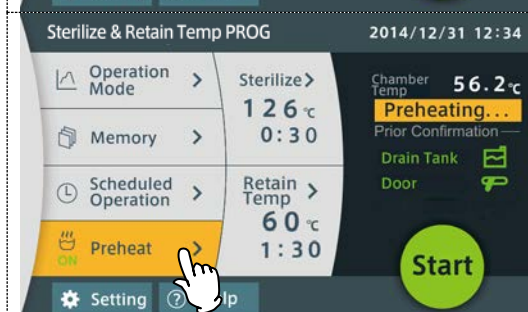 Sterilize & Retain Temp PROG
2014/12/31 12:34
Operation
Mode
Memory
Scheduled
Operation
Preheat
ON
Sterilize
126℃
0:30
Retain
Temp
60℃
1:30
Chamber
Temp
56.2℃
Preheating...
Prior Confirmation
Drain Tank
Door
Start
Setting
?
lp